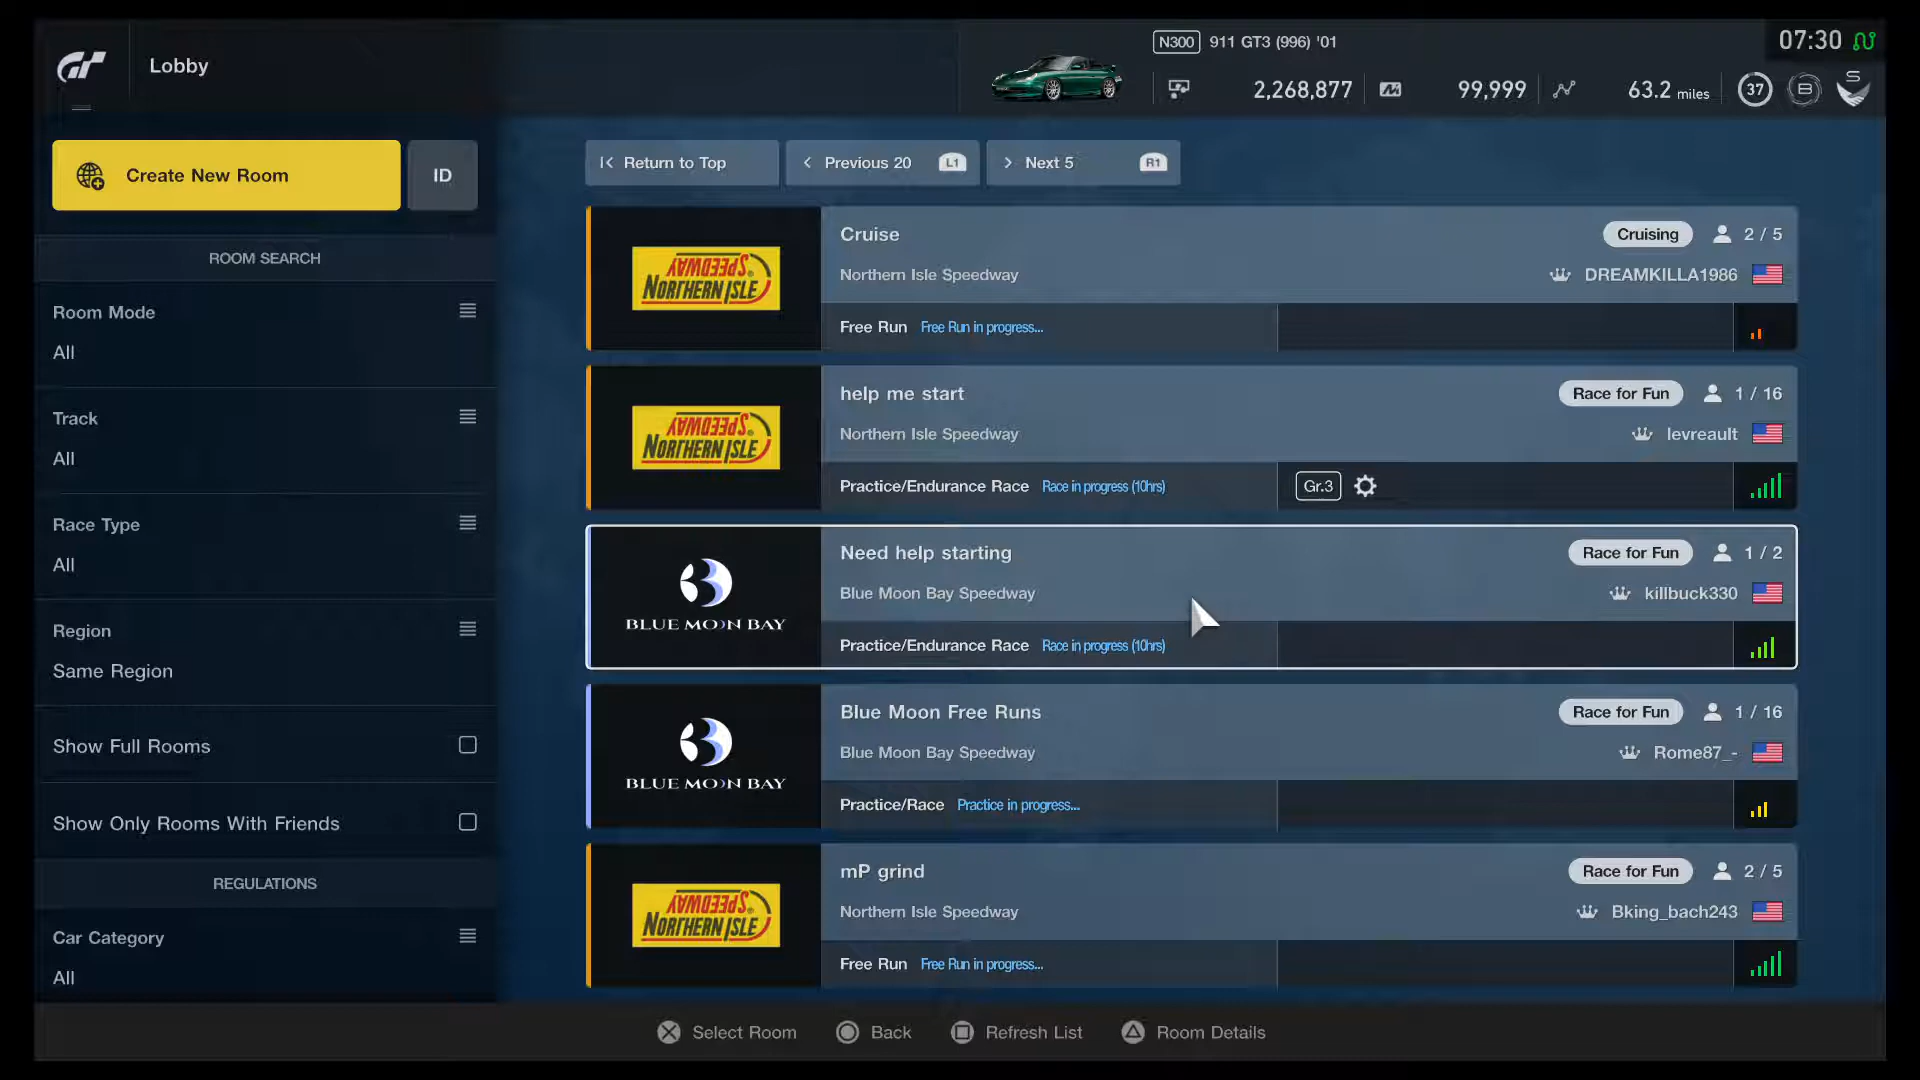 Lobby
N300 911 GT3 (996) '01
07:30
2,268,877
99,999
63.2 miles
37
B
S
Create New Room
ID
ROOM SEARCH
Room Mode
All
Track
All
Race Type
All
Region
Same Region
Show Full Rooms
Show Only Rooms With Friends
REGULATIONS
Car Category
All
Return to Top
Previous 20 L1
Next 5 R1
SPEEDWAY
NORTHERN ISLE
Cruise
Cruising 2 / 5
Northern Isle Speedway
DREAMKILLA1986
Free Run Free Run in progress...
SPEEDWAY
NORTHERN ISLE
help me start
Race for Fun 1 / 16
Northern Isle Speedway
levreault
Practice/Endurance Race Race in progress (10hrs)
Gr.3
BLUE MOON BAY
Need help starting
Race for Fun 1 / 2
Blue Moon Bay Speedway
killbuck330
Practice/Endurance Race Race in progress (10hrs)
BLUE MOON BAY
Blue Moon Free Runs
Race for Fun 1 / 16
Blue Moon Bay Speedway
Rome87_-
Practice/Race Practice in progress...
SPEEDWAY
NORTHERN ISLE
mP grind
Race for Fun 2 / 5
Northern Isle Speedway
Bking_bach243
Free Run Free Run in progress...
Select Room
Back
Refresh List
Room Details